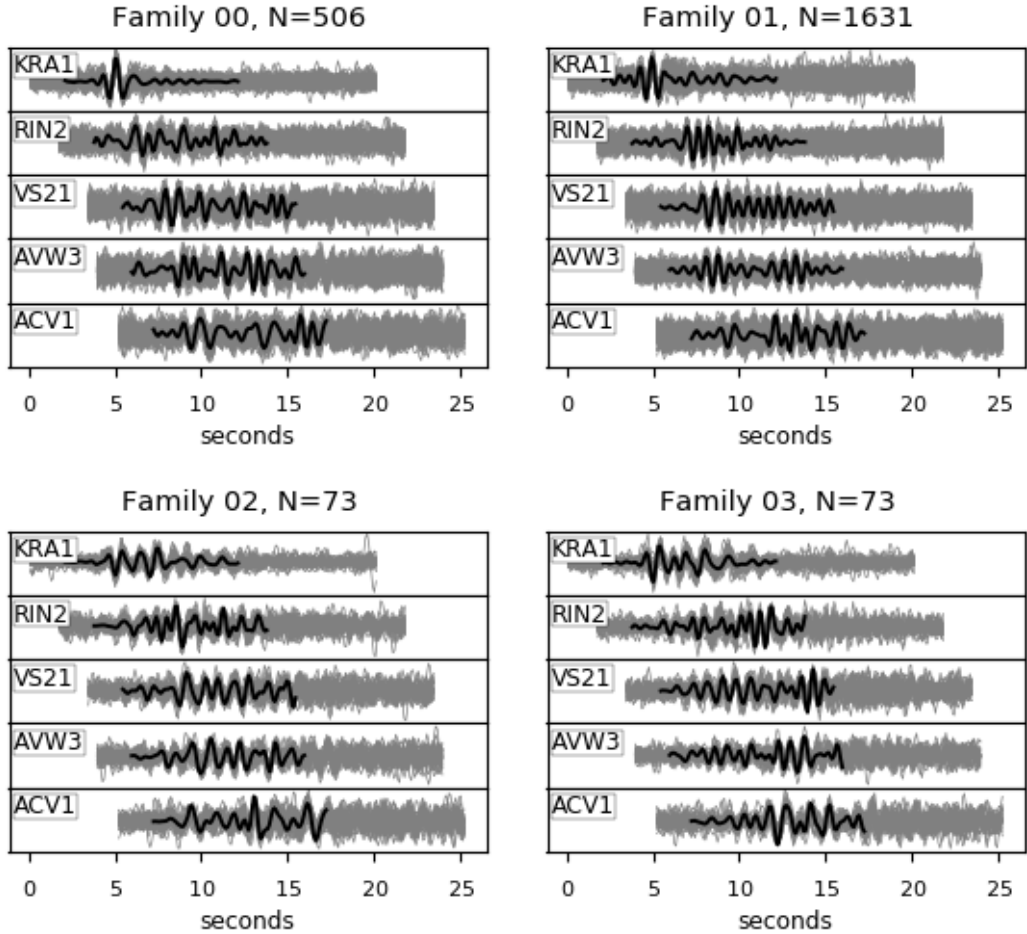 Family 00, N=506
KRA1
RIN2
VS21
AVW3
ACV1
0 5 10 15 20 25
seconds
Family 01, N=1631
KRA1
RIN2
VS21
AVW3
ACV1
0 5 10 15 20 25
seconds
Family 02, N=73
KRA1
RIN2
VS21
AVW3
ACV1
0 5 10 15 20 25
seconds
Family 03, N=73
KRA1
RIN2
VS21
AVW3
ACV1
0 5 10 15 20 25
seconds